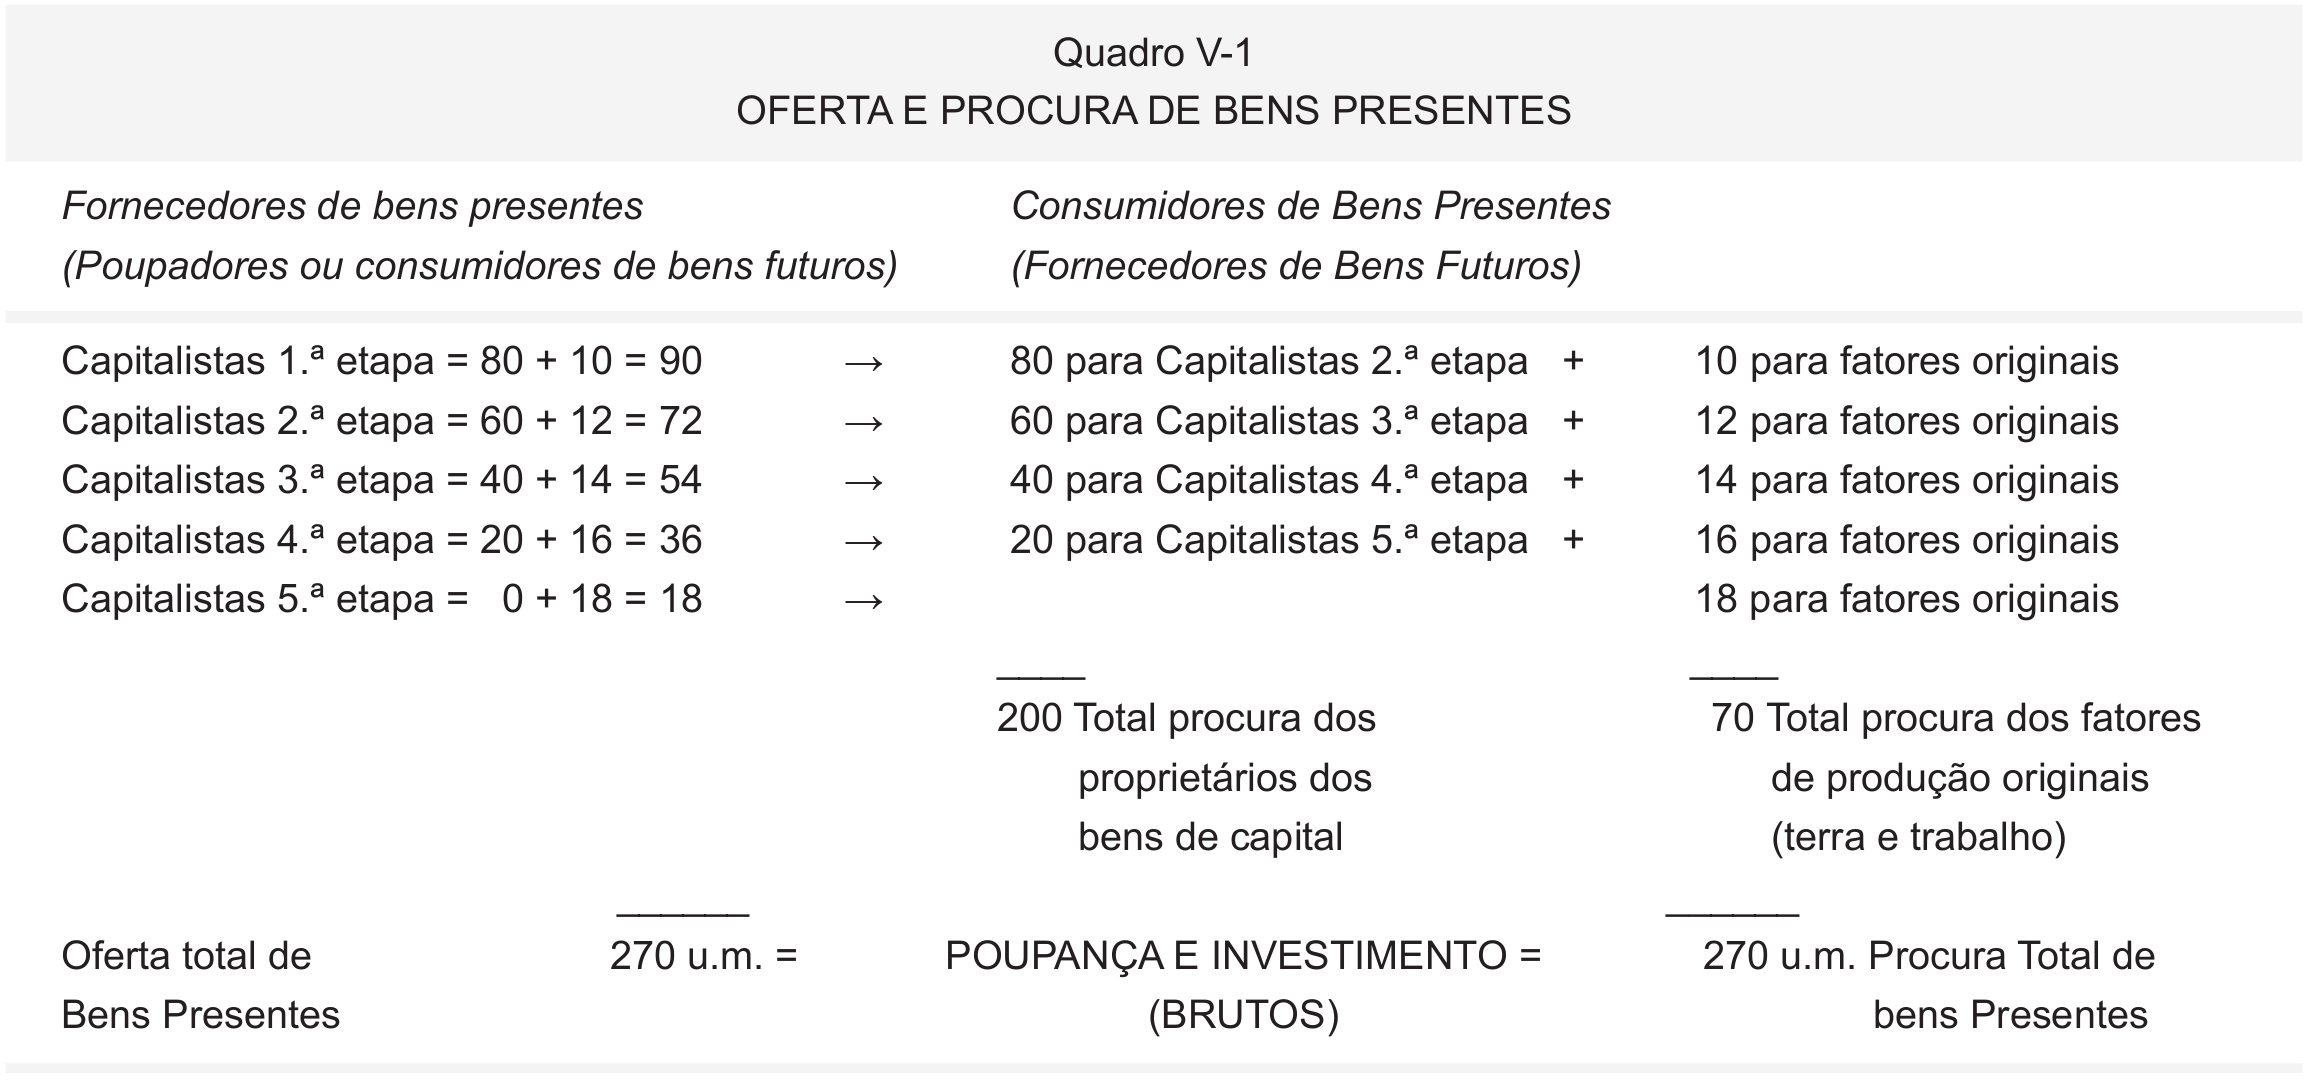 Quadro V-1
OFERTA E PROCURA DE BENS PRESENTES
Fornecedores de bens presentes Consumidores de Bens Presentes
(Poupadores ou consumidores de bens futuros) (Fornecedores de Bens Futuros)
Capitalistas 1.ª etapa = 80 + 10 = 90 → 80 para Capitalistas 2.ª etapa + 10 para fatores originais
Capitalistas 2.ª etapa = 60 + 12 = 72 → 60 para Capitalistas 3.ª etapa + 12 para fatores originais
Capitalistas 3.ª etapa = 40 + 14 = 54 → 40 para Capitalistas 4.ª etapa + 14 para fatores originais
Capitalistas 4.ª etapa = 20 + 16 = 36 → 20 para Capitalistas 5.ª etapa + 16 para fatores originais
Capitalistas 5.ª etapa = 0 + 18 = 18 → 18 para fatores originais
200 Total procura dos 70 Total procura dos fatores
proprietários dos de produção originais
bens de capital (terra e trabalho)
Oferta total de 270 u.m. = POUPANÇA E INVESTIMENTO = 270 u.m. Procura Total de
Bens Presentes (BRUTOS) bens Presentes